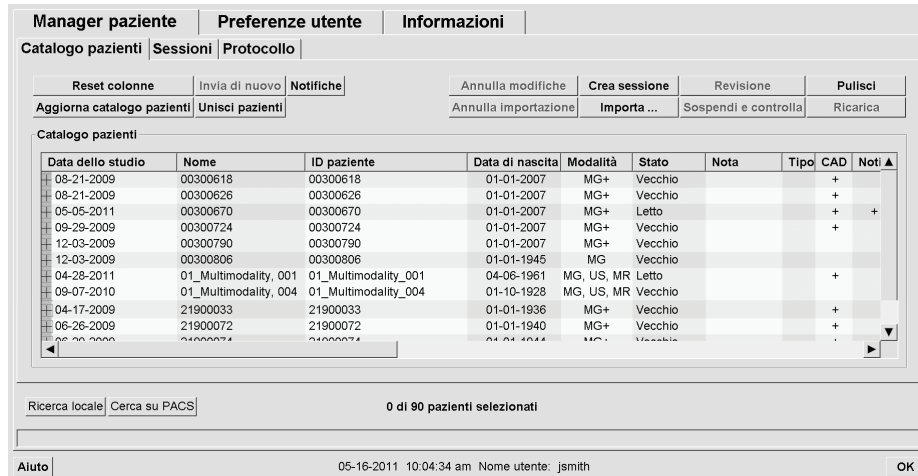 Manager paziente Preferenze utente Informazioni
Catalogo pazienti Sessioni Protocollo
Reset colonne Invia di nuovo Notifiche Annulla modifiche Crea sessione Revisione Pulisci
Aggiorna catalogo pazienti Unisci pazienti Annulla importazione Importa ... Sospendi e controlla Ricarica
Catalogo pazienti
Data dello studio Nome ID paziente Data di nascita Modalità Stato Nota Tipo CAD Noti
08-21-2009 00300618 00300618 01-01-2007 MG+ Vecchio +
08-21-2009 00300626 00300626 01-01-2007 MG+ Vecchio +
05-05-2011 00300670 00300670 01-01-2007 MG+ Letto + +
09-29-2009 00300724 00300724 01-01-2007 MG+ Vecchio +
12-03-2009 00300790 00300790 01-01-2007 MG+ Vecchio
12-03-2009 00300806 00300806 01-01-1945 MG Vecchio
04-28-2011 01_Multimodality, 001 01_Multimodality_001 04-06-1961 MG, US, MR Letto +
09-07-2010 01_Multimodality, 004 01_Multimodality_004 01-10-1928 MG, US, MR Vecchio
04-17-2009 21900033 21900033 01-01-1936 MG+ Vecchio +
06-26-2009 21900072 21900072 01-01-1940 MG+ Vecchio +
21900074 21900074 01-01-1944 MG+ Vecchio +
Ricerca locale Cerca su PACS 0 di 90 pazienti selezionati
Aiuto 05-16-2011 10:04:34 am Nome utente: jsmith OK